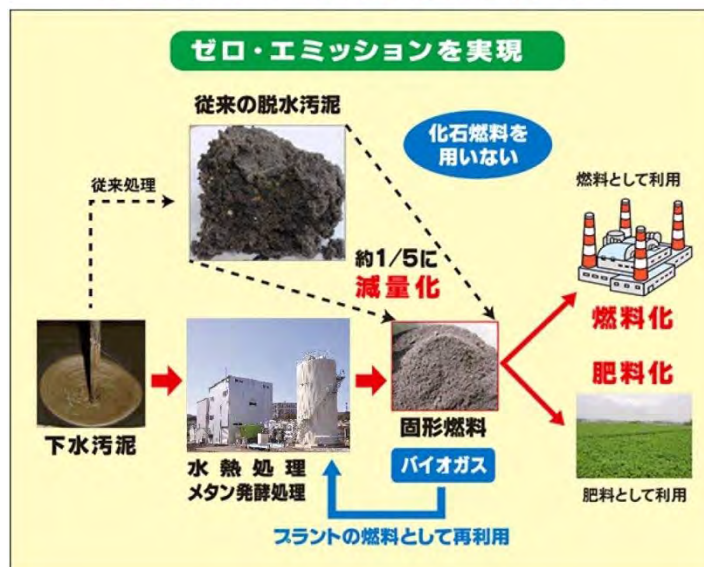 ゼロ・エミッションを実現
従来の脱水汚泥
化石燃料を
用いない
従来処理
燃料として利用
約1/5に
減量化
燃料化
肥料化
下水汚泥
水熱処理
メタン発酵処理
固形燃料
バイオガス
肥料として利用
プラントの燃料として再利用